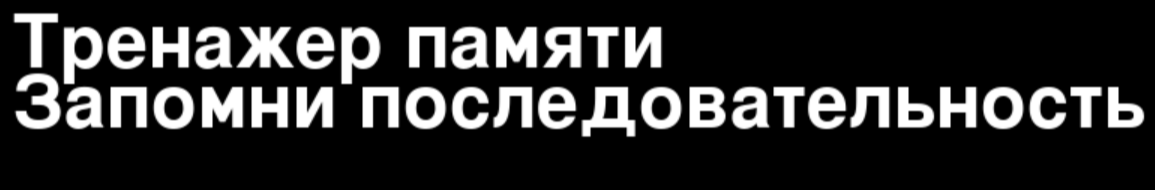 Тренажер памяти
Запомни последовательность